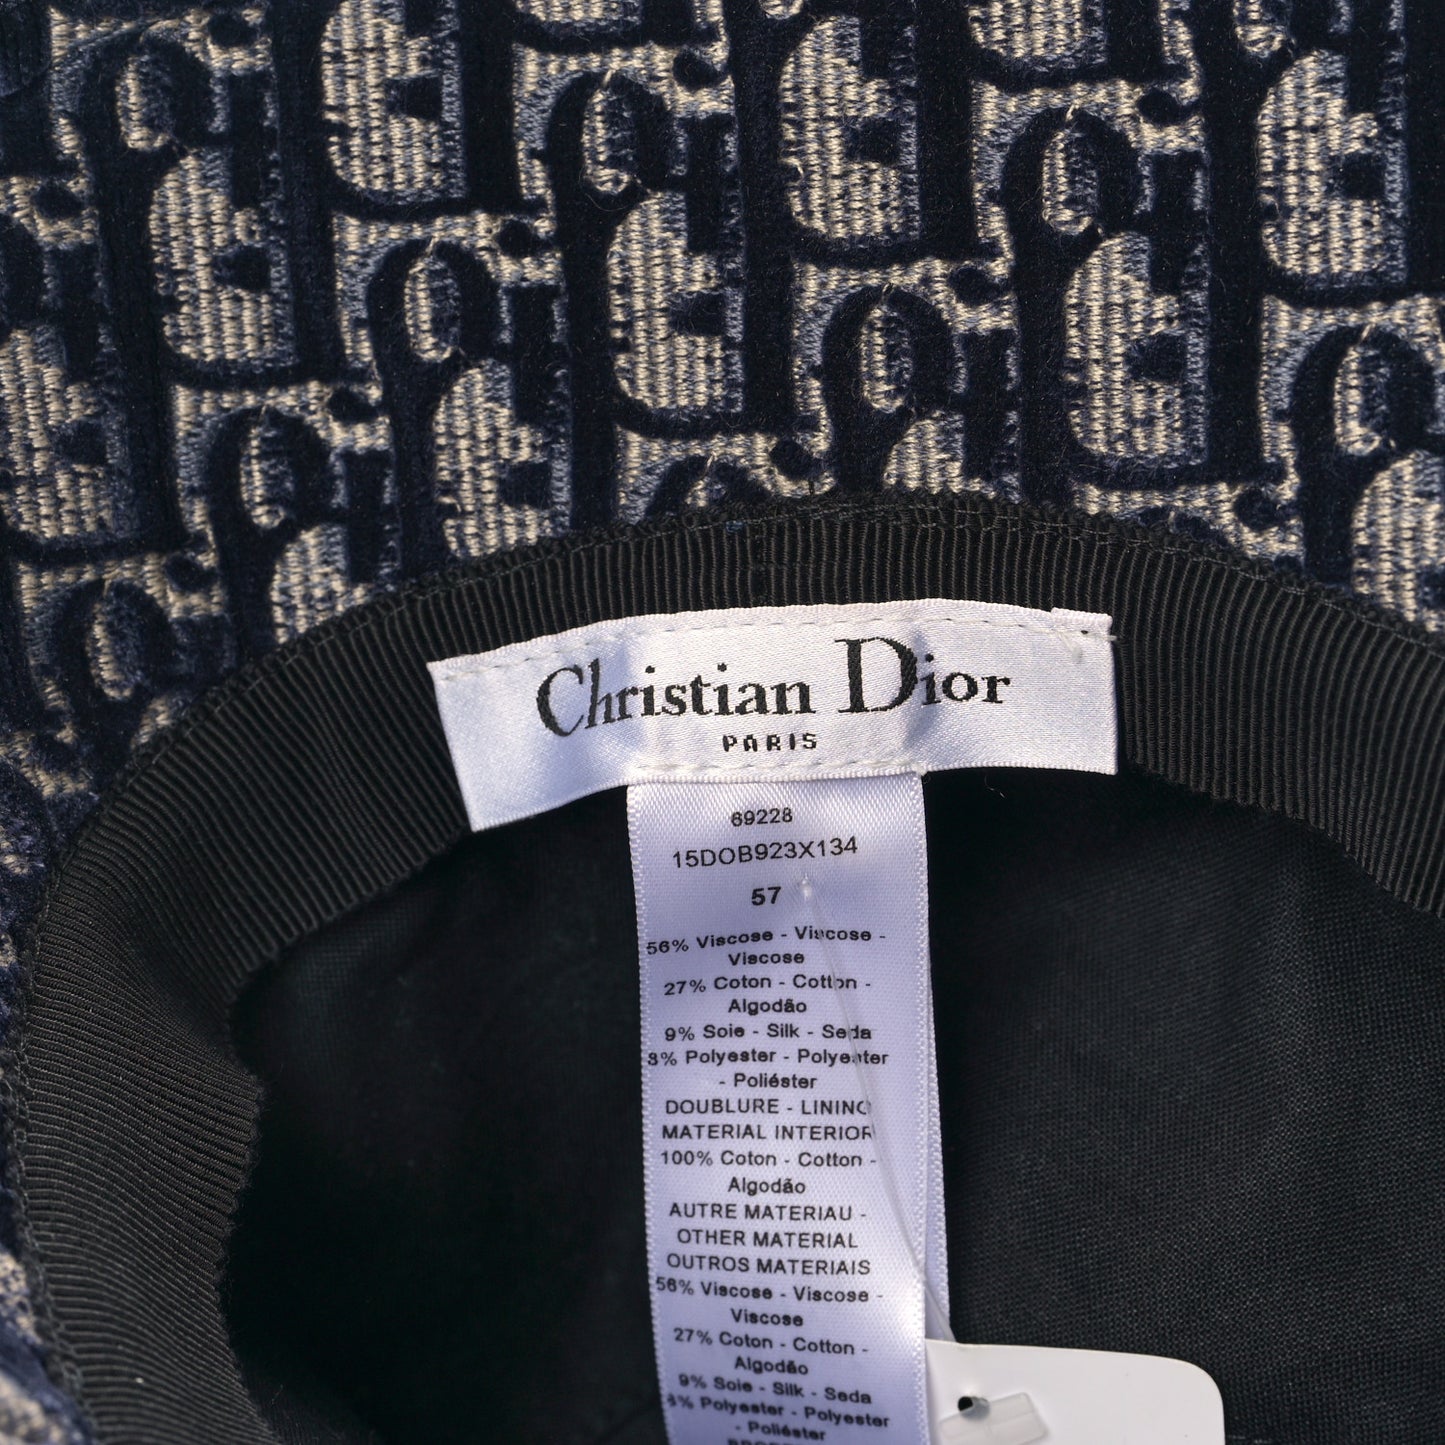 Christian Dior
PARIS
69228
15DOB923X134
57
56% Viscose - Viscose -
Viscose
27% Coton - Cotton -
Algodão
9% Soie - Silk - Seda
8% Polyester - Polyester
- Poliéster
DOUBLURE - LINING
MATERIAL INTERIOR
100% Coton - Cotton -
Algodão
AUTRE MATERIAU -
OTHER MATERIAL
OUTROS MATERIAIS
56% Viscose - Viscose -
Viscose
27% Coton - Cotton -
Algodão
9% Soie - Silk - Seda
8% Polyester - Polyester
- Poliéster